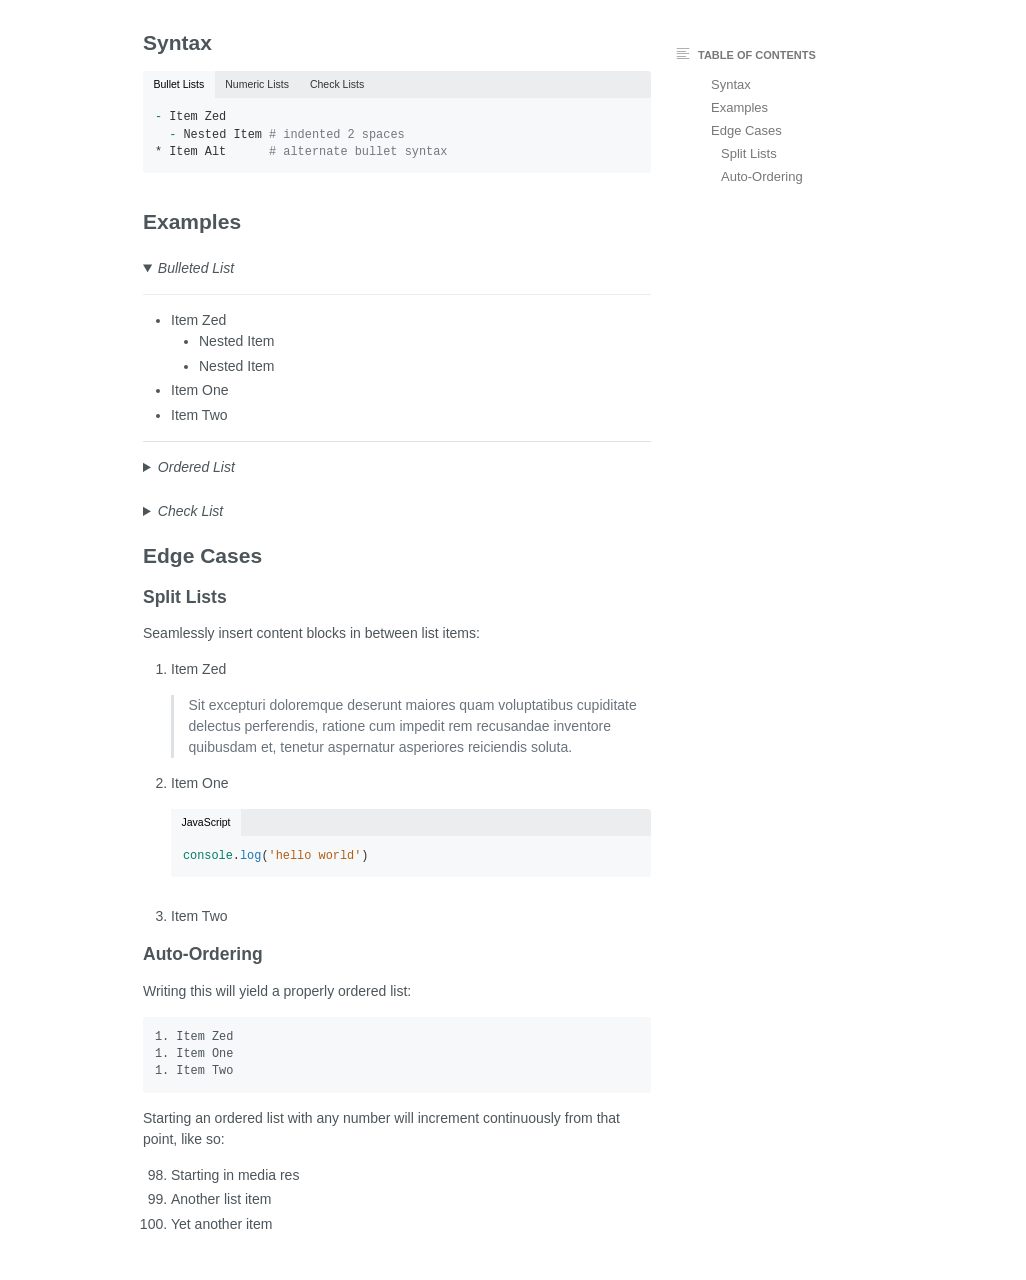 Syntax
Bullet Lists Numeric Lists Check Lists
- Item Zed
  - Nested Item # indented 2 spaces
* Item Alt      # alternate bullet syntax
Examples
Bulleted List
• Item Zed
• Nested Item
• Nested Item
• Item One
• Item Two
Ordered List
Check List
Edge Cases
Split Lists
Seamlessly insert content blocks in between list items:
1. Item Zed
Sit excepturi doloremque deserunt maiores quam voluptatibus cupiditate
delectus perferendis, ratione cum impedit rem recusandae inventore
quibusdam et, tenetur aspernatur asperiores reiciendis soluta.
2. Item One
JavaScript
console.log('hello world')
3. Item Two
Auto-Ordering
Writing this will yield a properly ordered list:
1. Item Zed
1. Item One
1. Item Two
Starting an ordered list with any number will increment continuously from that
point, like so:
98. Starting in media res
99. Another list item
100. Yet another item
TABLE OF CONTENTS
Syntax
Examples
Edge Cases
Split Lists
Auto-Ordering